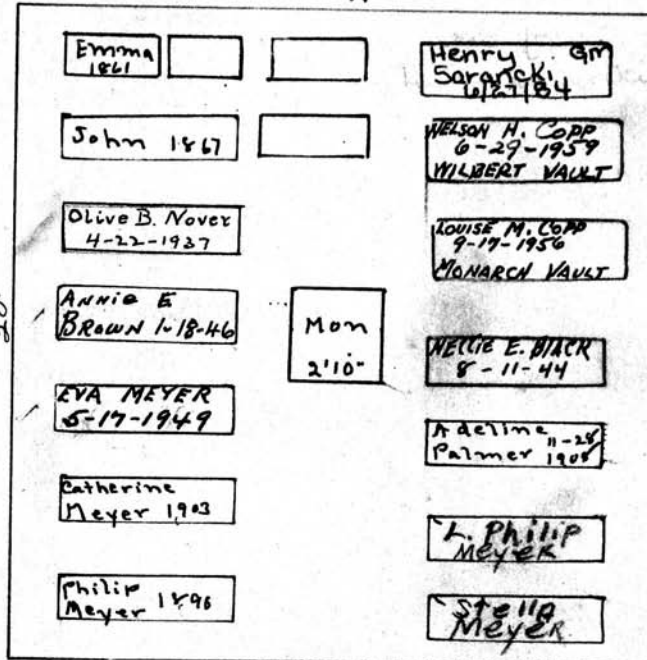 Emma
1861
John 1867
Olive B. Nover
4-22-1937
Annie E
Brown 1-18-46
EVA MEYER
5-17-1949
Catherine
Meyer 1903
Philip
Meyer 1896
Mon
2'10"
Henry GM
Sarancki
6/27/84
NELSON H. COPP
6-29-1959
WILBERT VAULT
LOUISE M. COPP
9-17-1956
MONARCH VAULT
NELLIE E. BLACK
8-11-44
Adeline 11-28
Palmer 1908
L. Philip
MEYER
Stella
MEYER